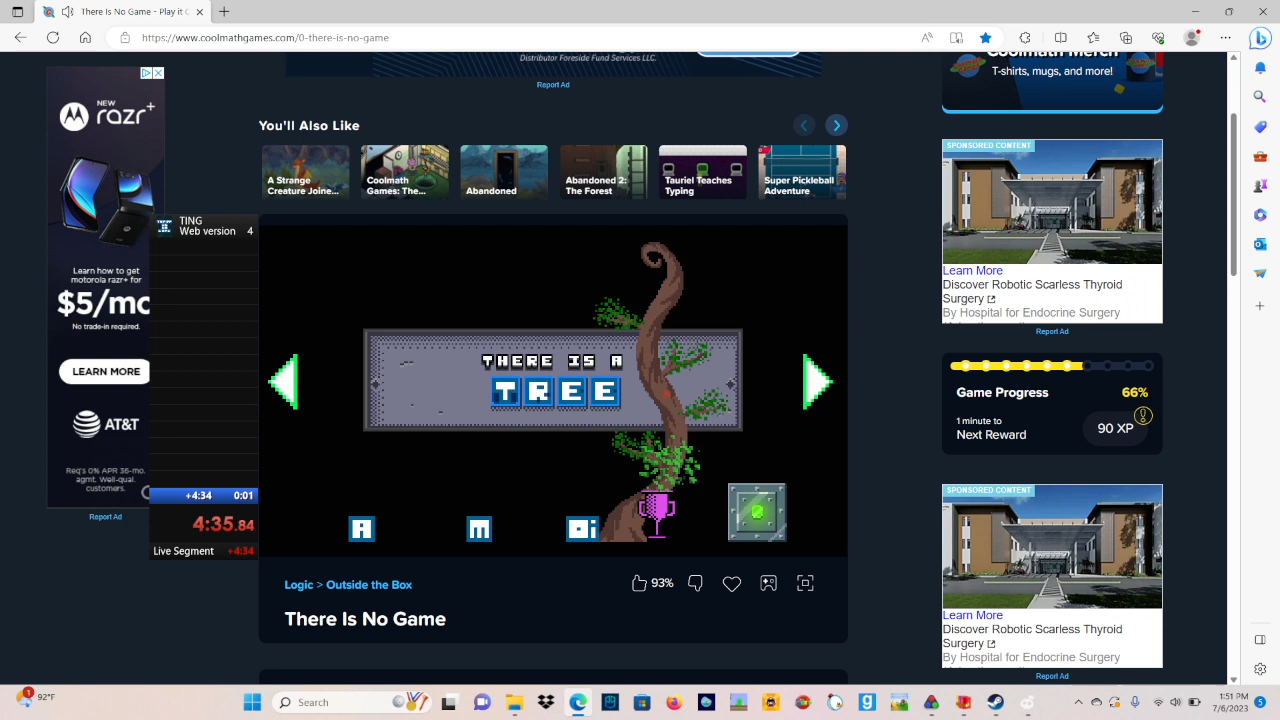 There Is No Game - Play it O
https://www.coolmathgames.com/0-there-is-no-game
Distributor Foreside Fund Services LLC.
Report Ad
Coolmath Merch
T-shirts, mugs, and more!
NEW
razr+
Learn how to get
motorola razr+ for
$5/mo
No trade-in required.
LEARN MORE
AT&T
Req's 0% APR 36-mo.
agmt. Well-qual.
customers.
Report Ad
You'll Also Like
A Strange
Creature Joine...
Coolmath
Games: The...
Abandoned
Abandoned 2:
The Forest
Tauriel Teaches
Typing
Super Pickleball
Adventure
TING
Web version 4
+4:34 0:01
4:35.84
Live Segment +4:34
THERE IS A
TREE
A
m
oi
Logic > Outside the Box
93%
There Is No Game
SPONSORED CONTENT
Learn More
Discover Robotic Scarless Thyroid
Surgery
By Hospital for Endocrine Surgery
Report Ad
Game Progress 66%
1 minute to
Next Reward
90 XP
SPONSORED CONTENT
Learn More
Discover Robotic Scarless Thyroid
Surgery
By Hospital for Endocrine Surgery
Report Ad
1
92°F
Search
1:51 PM
7/6/2023
5